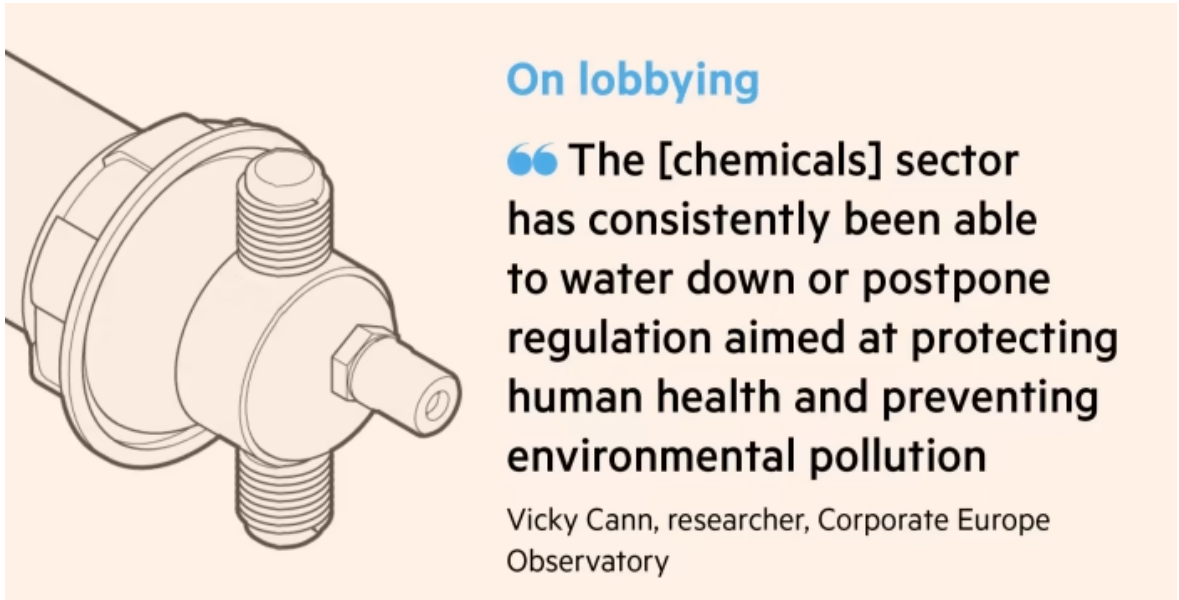 On lobbying
“ The [chemicals] sector
has consistently been able
to water down or postpone
regulation aimed at protecting
human health and preventing
environmental pollution
Vicky Cann, researcher, Corporate Europe
Observatory